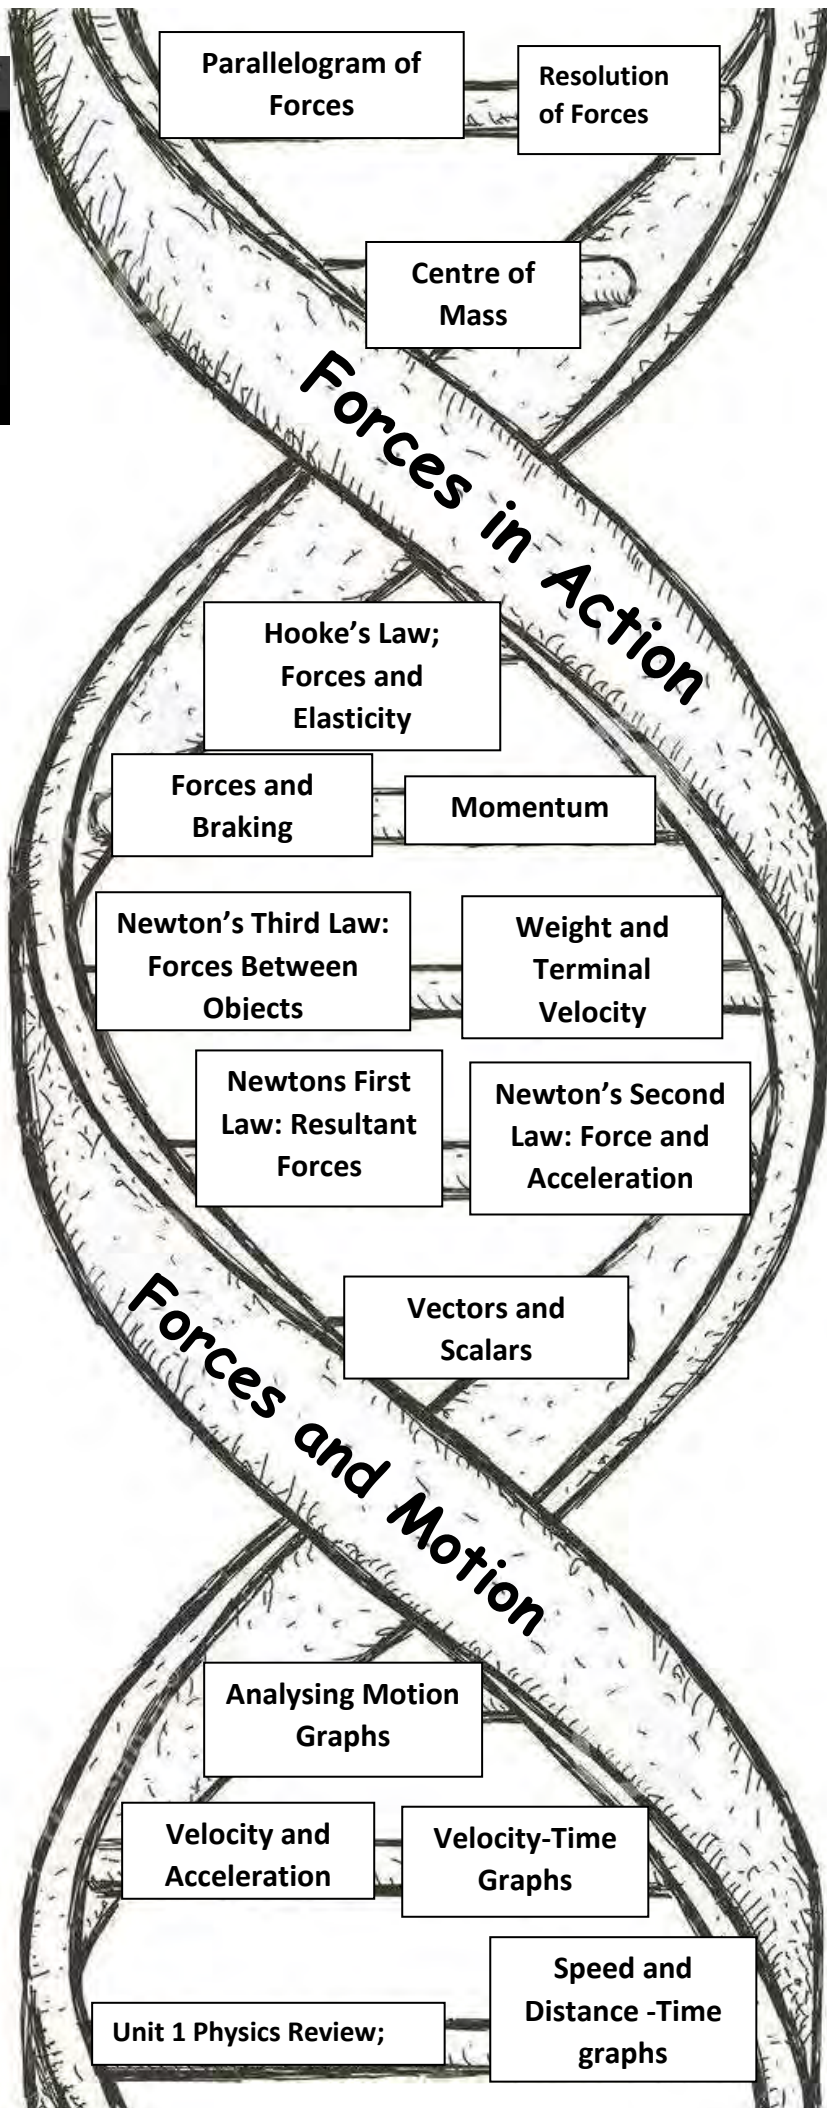 Parallelogram of
Forces
Resolution
of Forces
Centre of
Mass
Forces in Action
Hooke's Law;
Forces and
Elasticity
Forces and
Braking
Momentum
Newton's Third Law:
Forces Between
Objects
Weight and
Terminal
Velocity
Newtons First
Law: Resultant
Forces
Newton's Second
Law: Force and
Acceleration
Vectors and
Scalars
Forces and Motion
Analysing Motion
Graphs
Velocity and
Acceleration
Velocity-Time
Graphs
Speed and
Distance -Time
graphs
Unit 1 Physics Review;